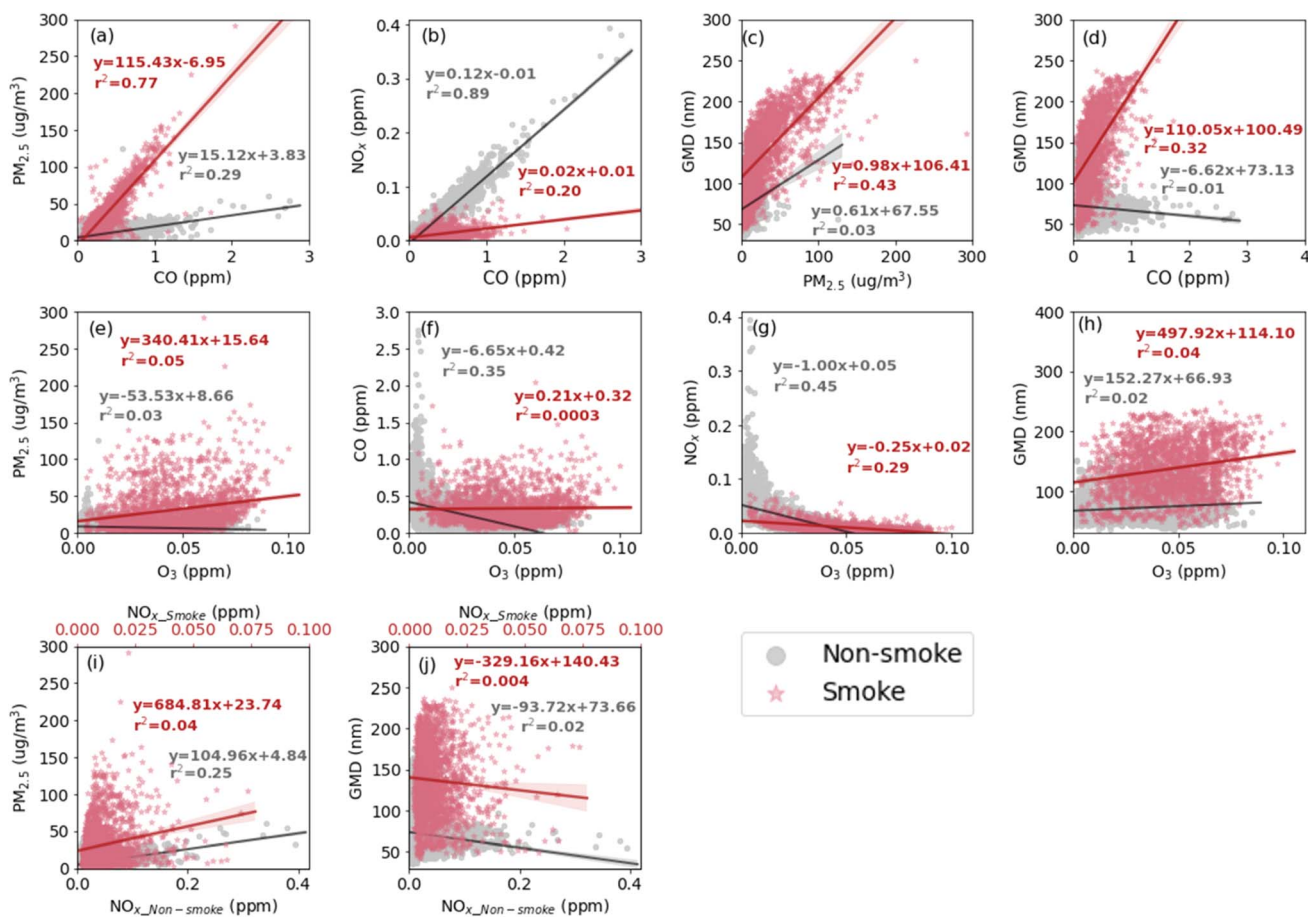 (a)
y=115.43x-6.95
r²=0.77
y=15.12x+3.83
r²=0.29
PM₂.₅ (ug/m³)
300
250
200
150
100
50
0
0
1
2
3
CO (ppm)
(b)
y=0.12x-0.01
r²=0.89
y=0.02x+0.01
r²=0.20
NOₓ (ppm)
0.4
0.3
0.2
0.1
0.0
0
1
2
3
CO (ppm)
(c)
y=0.98x+106.41
r²=0.43
y=0.61x+67.55
r²=0.03
GMD (nm)
300
250
200
150
100
50
0
100
200
300
PM₂.₅ (ug/m³)
(d)
y=110.05x+100.49
r²=0.32
y=-6.62x+73.13
r²=0.01
GMD (nm)
300
250
200
150
100
50
0
1
2
3
4
CO (ppm)
(e)
y=340.41x+15.64
r²=0.05
y=-53.53x+8.66
r²=0.03
PM₂.₅ (ug/m³)
300
250
200
150
100
50
0
0.00
0.05
0.10
O₃ (ppm)
(f)
y=-6.65x+0.42
r²=0.35
y=0.21x+0.32
r²=0.0003
CO (ppm)
3.0
2.5
2.0
1.5
1.0
0.5
0.0
0.00
0.05
0.10
O₃ (ppm)
(g)
y=-1.00x+0.05
r²=0.45
y=-0.25x+0.02
r²=0.29
NOₓ (ppm)
0.4
0.3
0.2
0.1
0.0
0.00
0.05
0.10
O₃ (ppm)
(h)
y=497.92x+114.10
r²=0.04
y=152.27x+66.93
r²=0.02
GMD (nm)
400
300
200
100
0.00
0.05
0.10
O₃ (ppm)
NOₓ_Smoke (ppm)
0.000
0.025
0.050
0.075
0.100
(i)
y=684.81x+23.74
r²=0.04
y=104.96x+4.84
r²=0.25
PM₂.₅ (ug/m³)
300
250
200
150
100
50
0
0.0
0.2
0.4
NOₓ_Non−smoke (ppm)
NOₓ_Smoke (ppm)
0.000
0.025
0.050
0.075
0.100
(j)
y=-329.16x+140.43
r²=0.004
y=-93.72x+73.66
r²=0.02
GMD (nm)
300
250
200
150
100
50
0.0
0.2
0.4
NOₓ_Non−smoke (ppm)
Non-smoke
Smoke